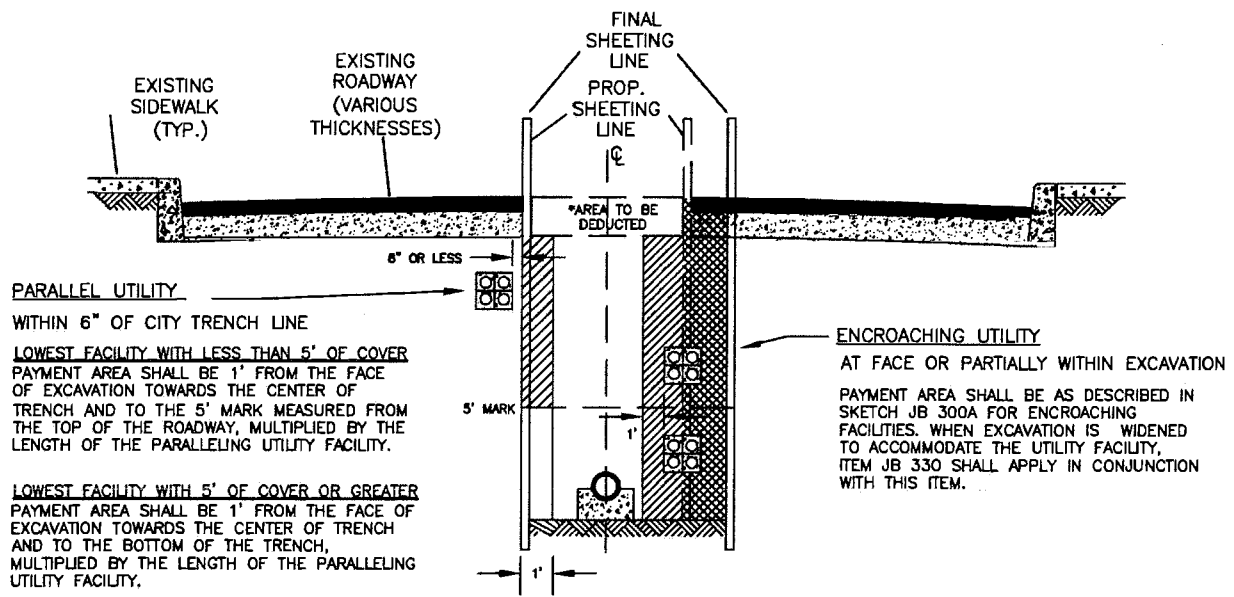 FINAL
SHEETING
LINE
EXISTING
ROADWAY
(VARIOUS
THICKNESSES)
EXISTING
SIDEWALK
(TYP.)
PROP.
SHEETING
LINE
℄
*AREA TO BE
DEDUCTED
6" OR LESS
PARALLEL UTILITY
WITHIN 6" OF CITY TRENCH LINE
LOWEST FACILITY WITH LESS THAN 5' OF COVER
PAYMENT AREA SHALL BE 1' FROM THE FACE
OF EXCAVATION TOWARDS THE CENTER OF
TRENCH AND TO THE 5' MARK MEASURED FROM
THE TOP OF THE ROADWAY, MULTIPLIED BY THE
LENGTH OF THE PARALLELING UTILITY FACILITY.
LOWEST FACILITY WITH 5' OF COVER OR GREATER
PAYMENT AREA SHALL BE 1' FROM THE FACE OF
EXCAVATION TOWARDS THE CENTER OF TRENCH
AND TO THE BOTTOM OF THE TRENCH,
MULTIPLIED BY THE LENGTH OF THE PARALLELING
UTILITY FACILITY.
5' MARK
1'
1'
ENCROACHING UTILITY
AT FACE OR PARTIALLY WITHIN EXCAVATION
PAYMENT AREA SHALL BE AS DESCRIBED IN
SKETCH JB 300A FOR ENCROACHING
FACILITIES. WHEN EXCAVATION IS WIDENED
TO ACCOMMODATE THE UTILITY FACILITY,
ITEM JB 330 SHALL APPLY IN CONJUNCTION
WITH THIS ITEM.